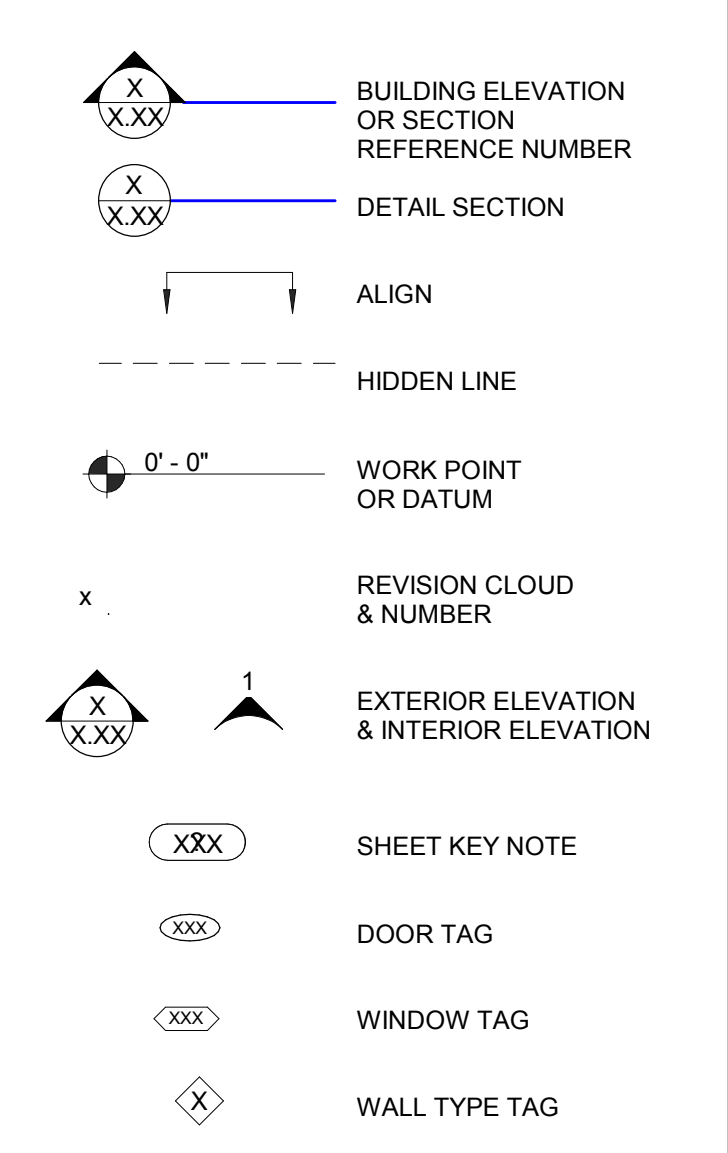 X
X.XX
BUILDING ELEVATION
OR SECTION
REFERENCE NUMBER
X
X.XX
DETAIL SECTION
ALIGN
HIDDEN LINE
0' - 0"
WORK POINT
OR DATUM
x
REVISION CLOUD
& NUMBER
X
X.XX
1
EXTERIOR ELEVATION
& INTERIOR ELEVATION
SHEET KEY NOTE
XXX
DOOR TAG
XXX
WINDOW TAG
X
WALL TYPE TAG